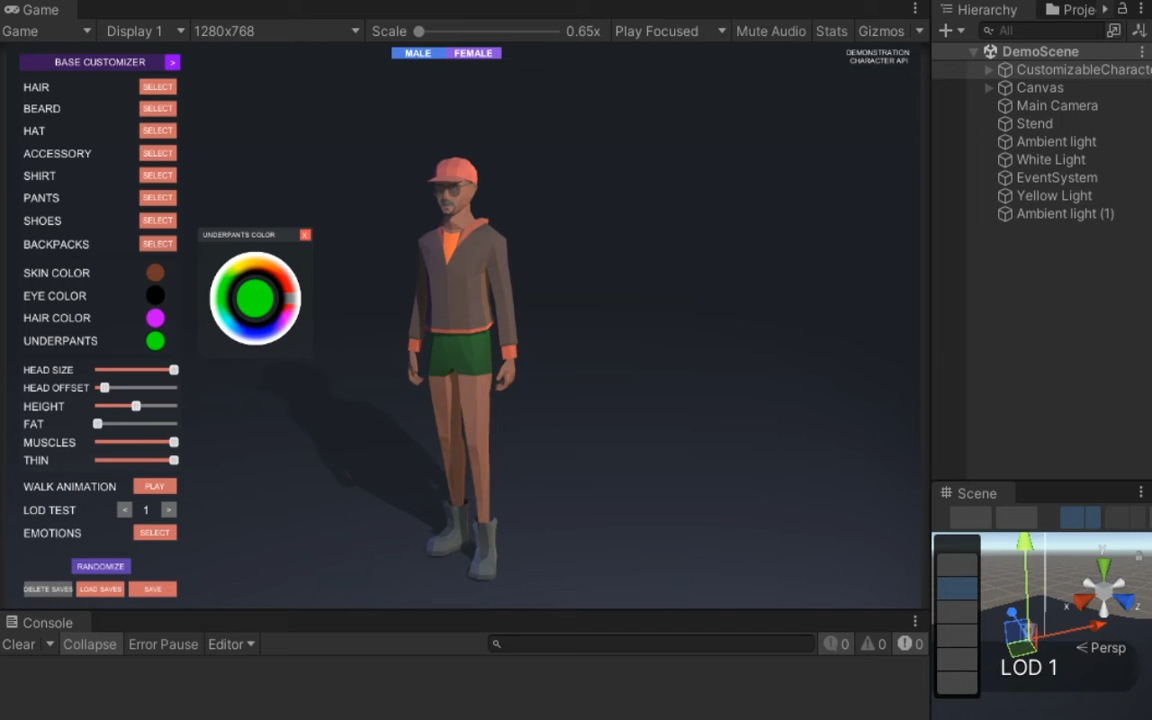 Game
Hierarchy
Proje
Game
Display 1
1280x768
Scale
0.65x
Play Focused
Mute Audio
Stats
Gizmos
All
BASE CUSTOMIZER >
MALE FEMALE
DEMONSTRATION
CHARACTER API
HAIR SELECT
BEARD SELECT
HAT SELECT
ACCESSORY SELECT
SHIRT SELECT
PANTS SELECT
SHOES SELECT
BACKPACKS SELECT
SKIN COLOR
EYE COLOR
HAIR COLOR
UNDERPANTS
UNDERPANTS COLOR X
HEAD SIZE
HEAD OFFSET
HEIGHT
FAT
MUSCLES
THIN
WALK ANIMATION PLAY
LOD TEST < 1 >
EMOTIONS SELECT
RANDOMIZE
DELETE SAVES LOAD SAVES SAVE
DemoScene
CustomizableCharacte
Canvas
Main Camera
Stend
Ambient light
White Light
EventSystem
Yellow Light
Ambient light (1)
Scene
Y
X
Z
Persp
LOD 1
Console
Clear
Collapse
Error Pause
Editor
0
0
0